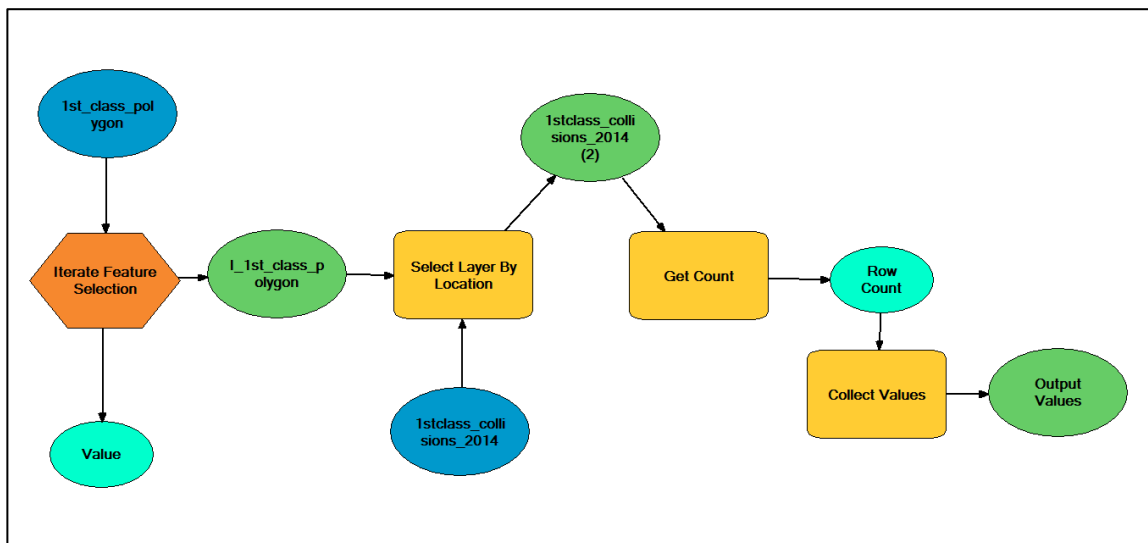 1st_class_pol
ygon
1stclass_colli
sions_2014
(2)
Iterate Feature
Selection
I_1st_class_p
olygon
Select Layer By
Location
Get Count
Row
Count
Collect Values
Output
Values
1stclass_colli
sions_2014
Value